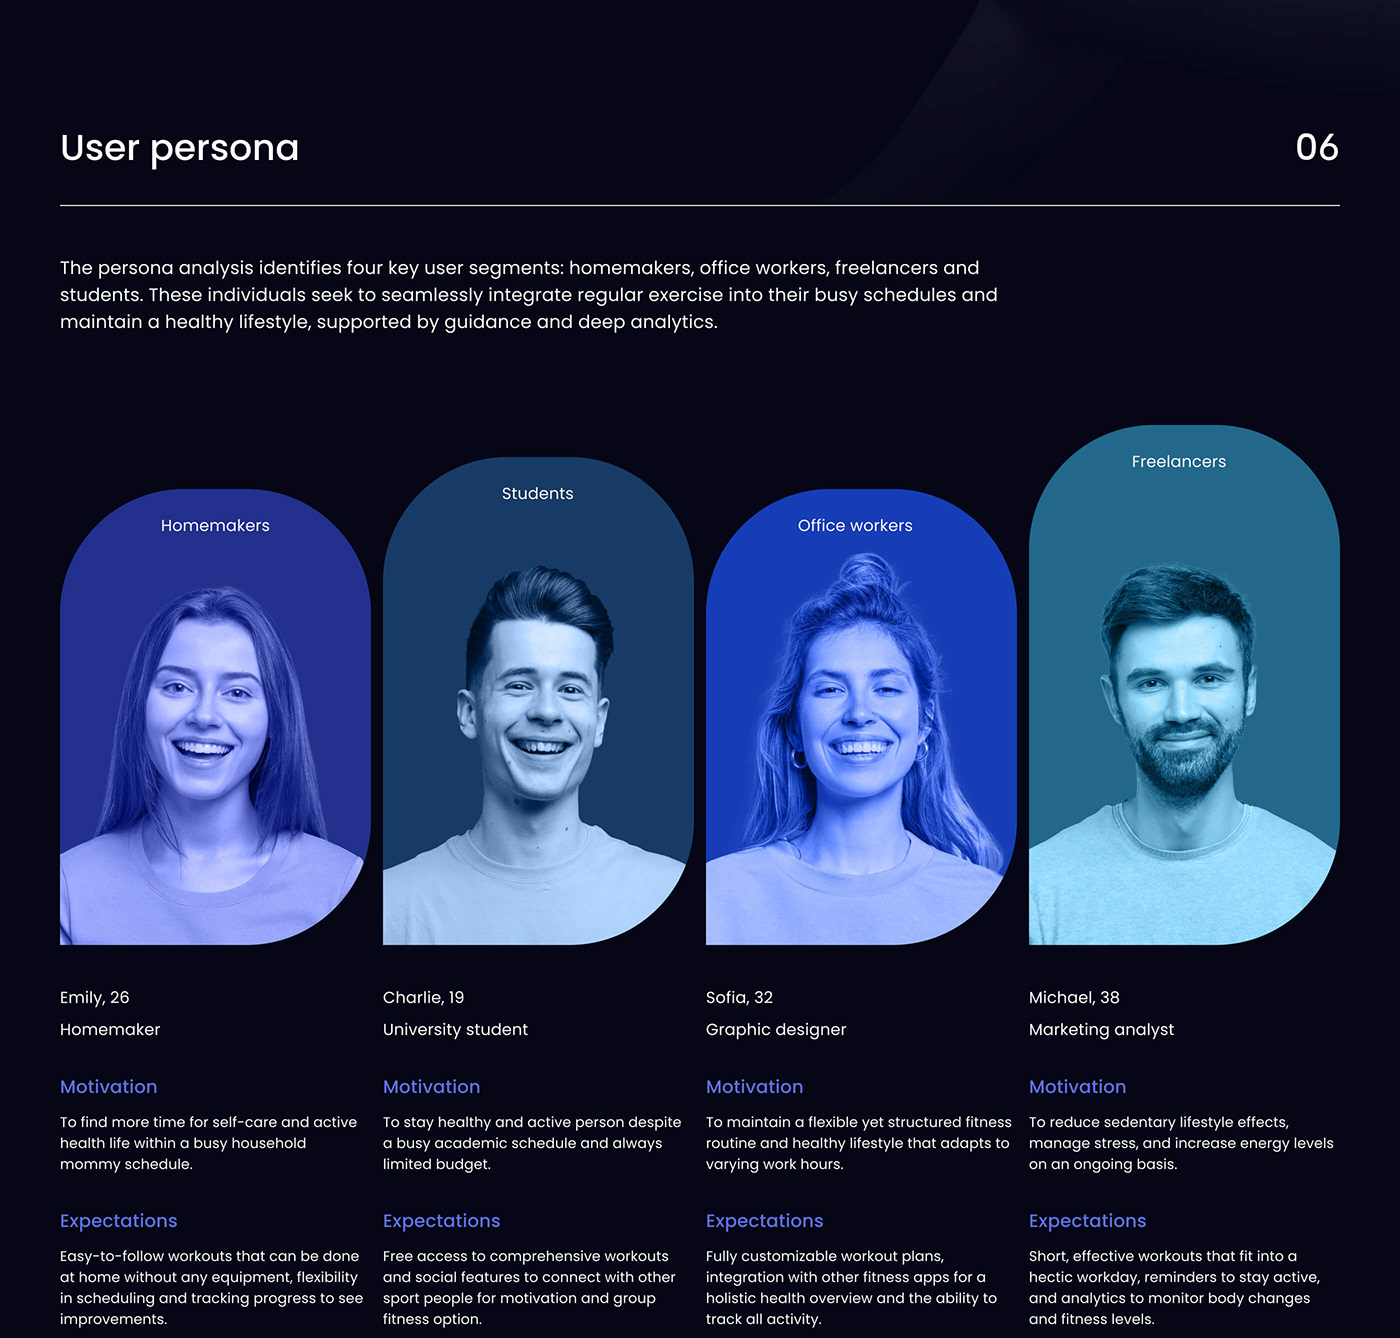 User persona
06
The persona analysis identifies four key user segments: homemakers, office workers, freelancers and
students. These individuals seek to seamlessly integrate regular exercise into their busy schedules and
maintain a healthy lifestyle, supported by guidance and deep analytics.
Homemakers
Students
Office workers
Freelancers
Emily, 26
Homemaker
Motivation
To find more time for self-care and active
health life within a busy household
mommy schedule.
Expectations
Easy-to-follow workouts that can be done
at home without any equipment, flexibility
in scheduling and tracking progress to see
improvements.
Charlie, 19
University student
Motivation
To stay healthy and active person despite
a busy academic schedule and always
limited budget.
Expectations
Free access to comprehensive workouts
and social features to connect with other
sport people for motivation and group
fitness option.
Sofia, 32
Graphic designer
Motivation
To maintain a flexible yet structured fitness
routine and healthy lifestyle that adapts to
varying work hours.
Expectations
Fully customizable workout plans,
integration with other fitness apps for a
holistic health overview and the ability to
track all activity.
Michael, 38
Marketing analyst
Motivation
To reduce sedentary lifestyle effects,
manage stress, and increase energy levels
on an ongoing basis.
Expectations
Short, effective workouts that fit into a
hectic workday, reminders to stay active,
and analytics to monitor body changes
and fitness levels.